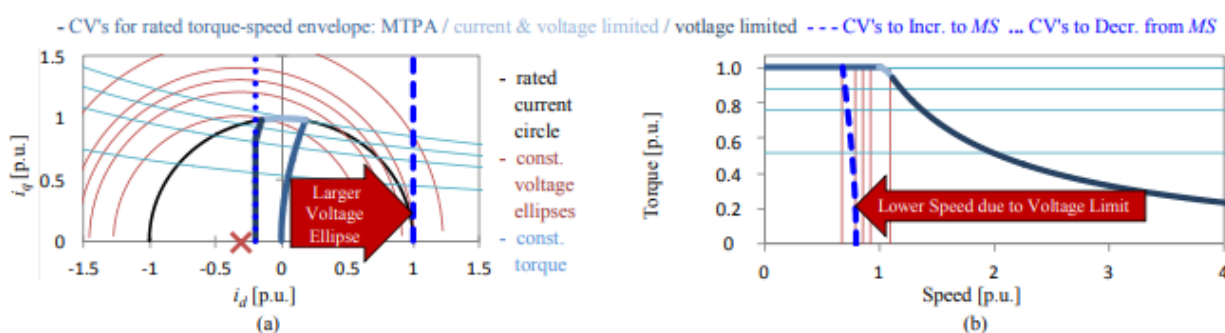 - CV's for rated torque-speed envelope: MTPA / current & voltage limited / votlage limited --- CV's to Incr. to MS ... CV's to Decr. from MS
1.5
1
0.5
0
-1.5
-1
-0.5
0
0.5
1
1.5
i_q [p.u.]
i_d [p.u.]
(a)
Larger
Voltage
Ellipse
- rated
current
circle
- const.
voltage
ellipses
- const.
torque
1.0
0.8
0.6
0.4
0.2
0
0
1
2
3
4
Torque [p.u.]
Speed [p.u.]
(b)
Lower Speed due to Voltage Limit